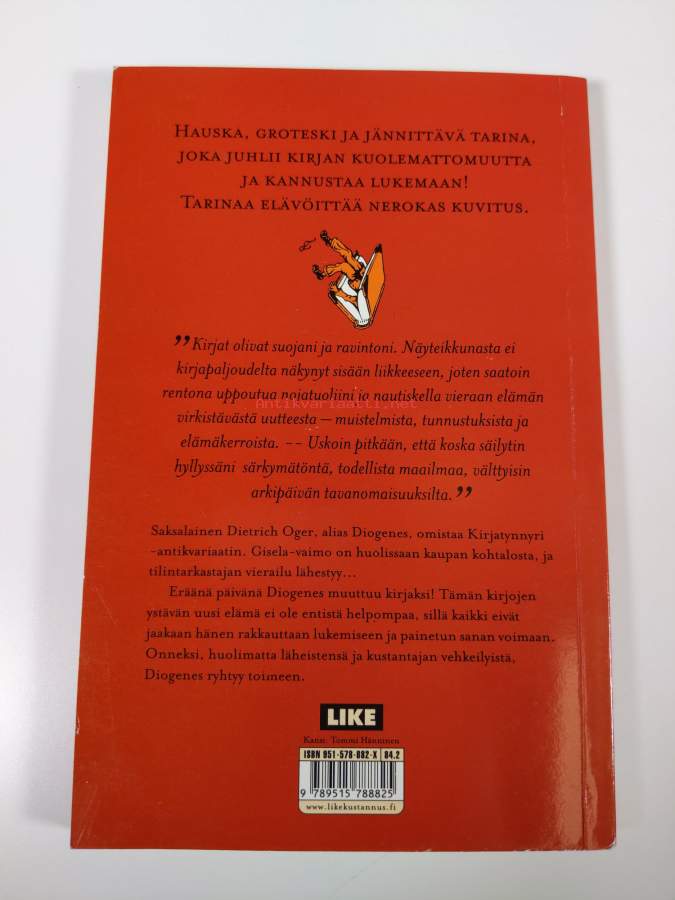 HAUSKA, GROTESKI JA JÄNNITTÄVÄ TARINA,
JOKA JUHLII KIRJAN KUOLEMATTOMUUTTA
JA KANNUSTAA LUKEMAAN!
TARINAA ELÄVÖITTÄÄ NEROKAS KUVITUS.
”Kirjat olivat suojani ja ravintoni. Näyteikkunasta ei
kirjapaljoudelta näkynyt sisään liikkeeseen, joten saatoin
rentona uppoutua nojatuoliini ja nautiskella vieraan elämän
Antikvariaatti.net
virkistävästä uutteesta – muistelmista, tunnustuksista ja
elämäkerroista. –– Uskoin pitkään, että koska säilytin
hyllyssäni särkymätöntä, todellista maailmaa, välttyisin
arkipäivän tavanomaisuuksilta.”
Saksalainen Dietrich Oger, alias Diogenes, omistaa Kirjatynnyri
-antikvariaatin. Gisela-vaimo on huolissaan kaupan kohtalosta, ja
tilintarkastajan vierailu lähestyy...
Eräänä päivänä Diogenes muuttuu kirjaksi! Tämän kirjojen
ystävän uusi elämä ei ole entistä helpompaa, sillä kaikki eivät
jaakaan hänen rakkauttaan lukemiseen ja painetun sanan voimaan.
Onneksi, huolimatta läheistensä ja kustantajan vehkeilyistä,
Diogenes ryhtyy toimeen.
LIKE
Kansi: Tommi Hänninen
ISBN 951-578-882-X 84.2
9 789515 788825
www.likekustannus.fi